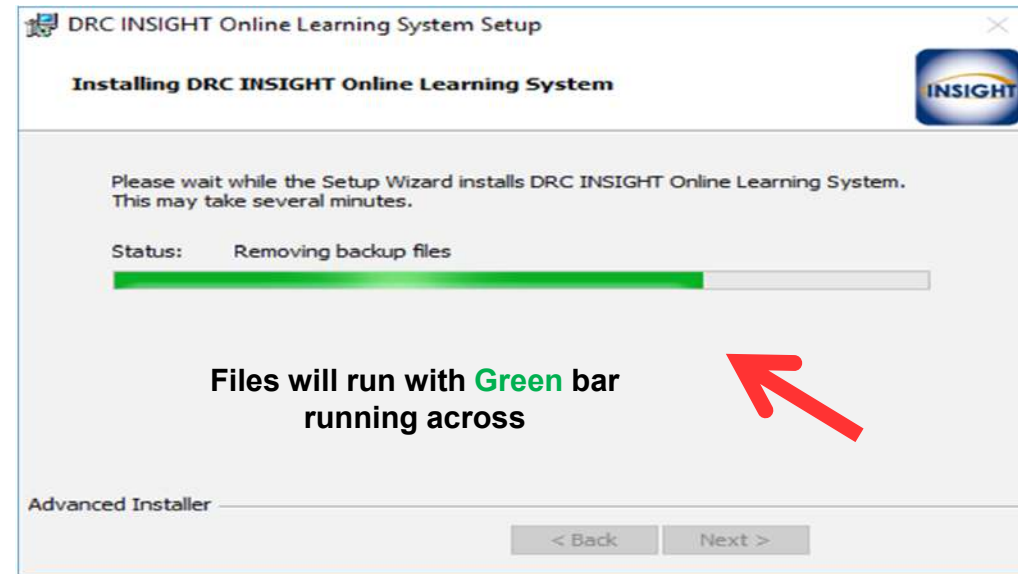 DRC INSIGHT Online Learning System Setup
Installing DRC INSIGHT Online Learning System
INSIGHT
Please wait while the Setup Wizard installs DRC INSIGHT Online Learning System.
This may take several minutes.
Status: Removing backup files
Files will run with Green bar
running across
Advanced Installer
< Back Next >